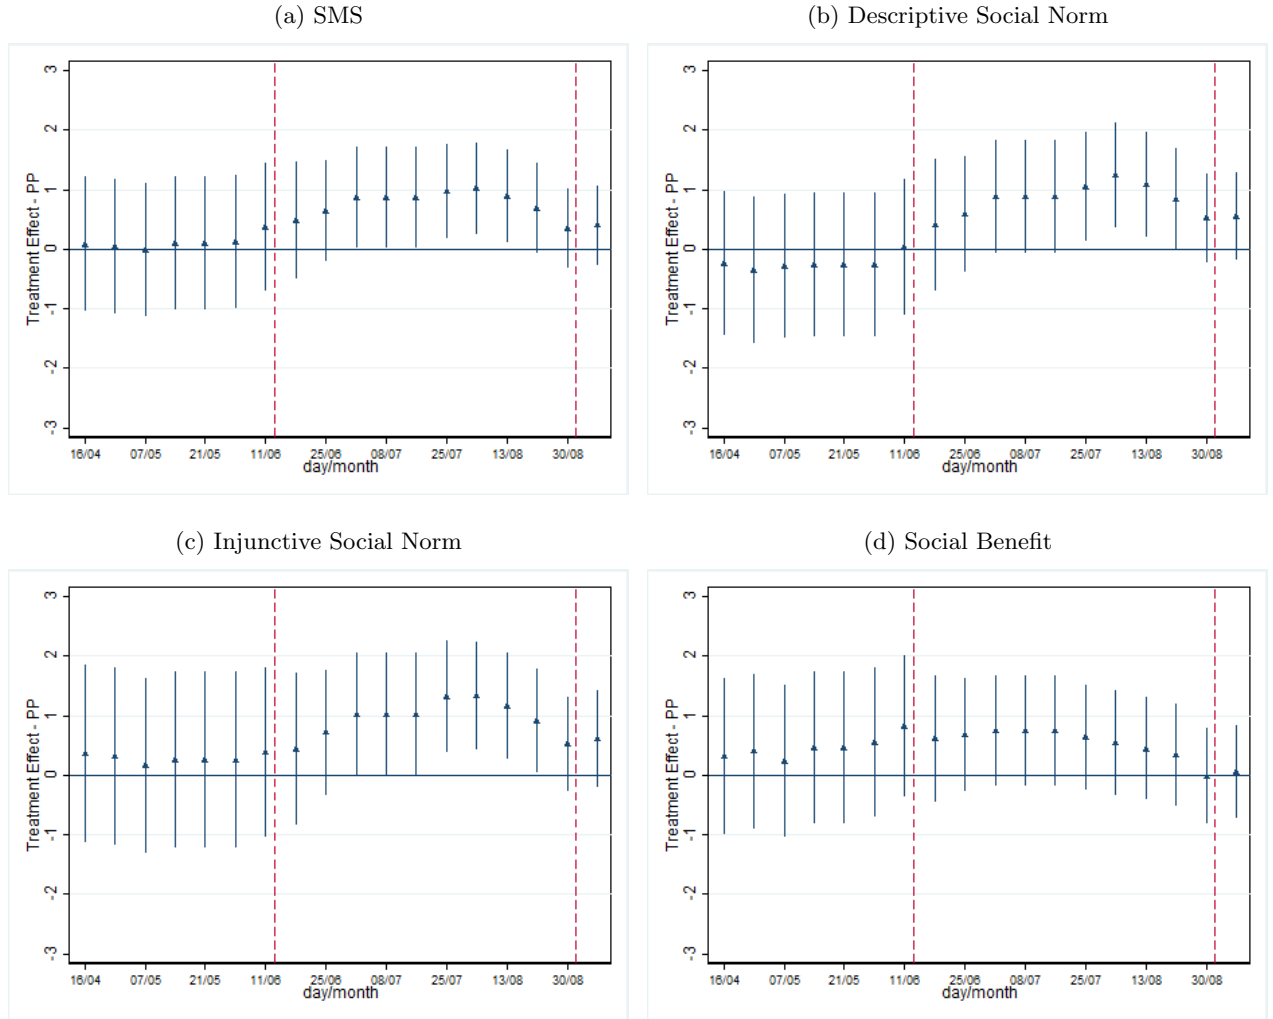 (a) SMS
(b) Descriptive Social Norm
3
2
1
0
-1
-2
-3
Treatment Effect - PP
16/04 07/05 21/05 11/06 25/06 08/07 25/07 13/08 30/08
day/month
3
2
1
0
-1
-2
-3
Treatment Effect - PP
16/04 07/05 21/05 11/06 25/06 08/07 25/07 13/08 30/08
day/month
(c) Injunctive Social Norm
(d) Social Benefit
3
2
1
0
-1
-2
-3
Treatment Effect - PP
16/04 07/05 21/05 11/06 25/06 08/07 25/07 13/08 30/08
day/month
3
2
1
0
-1
-2
-3
Treatment Effect - PP
16/04 07/05 21/05 11/06 25/06 08/07 25/07 13/08 30/08
day/month